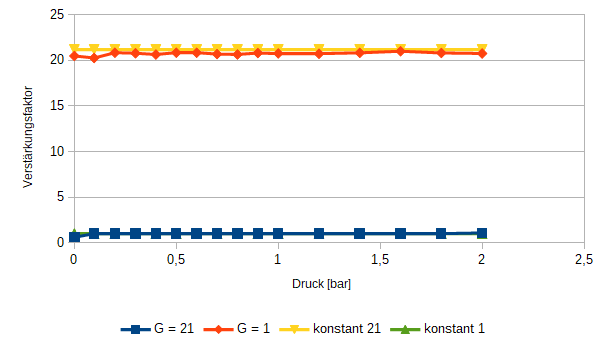 25
20
15
10
5
0
Verstärkungsfaktor
0 0,5 1 1,5 2 2,5
Druck [bar]
G = 21 G = 1 konstant 21 konstant 1